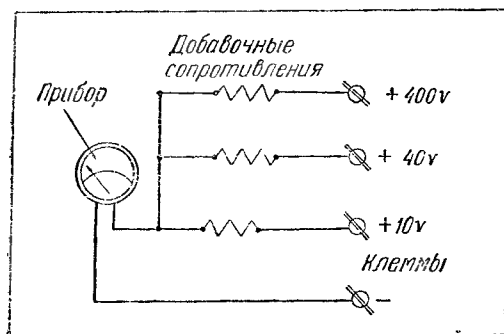 Добавочные
сопротивления
Прибор
+ 400v
+ 40v
+ 10v
Клеммы
−